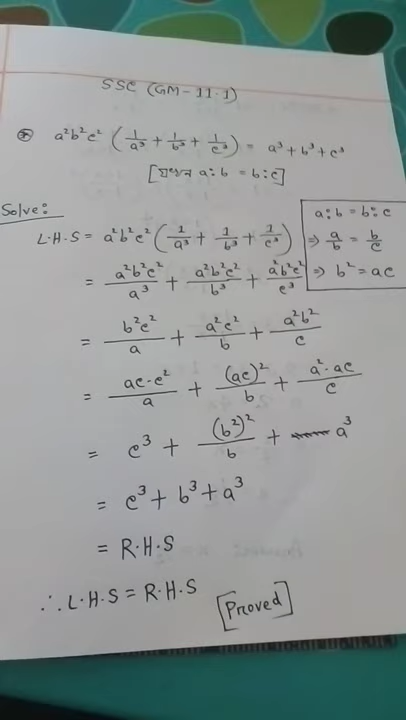 SSC (GM-11.1)
⊛ a²b²c² (1/a³ + 1/b³ + 1/c³) = a³ + b³ + c³
[যখন a:b = b:c]
Solve:
a:b = b:c
⇒ a/b = b/c
⇒ b² = ac
L.H.S = a²b²c² (1/a³ + 1/b³ + 1/c³)
= a²b²c²/a³ + a²b²c²/b³ + a²b²c²/c³
= b²c²/a + a²c²/b + a²b²/c
= ac·c²/a + (ac)²/b + a²·ac/c
= c³ + (b²)²/b + a³
= c³ + b³ + a³
= R.H.S
∴ L.H.S = R.H.S
[Proved]